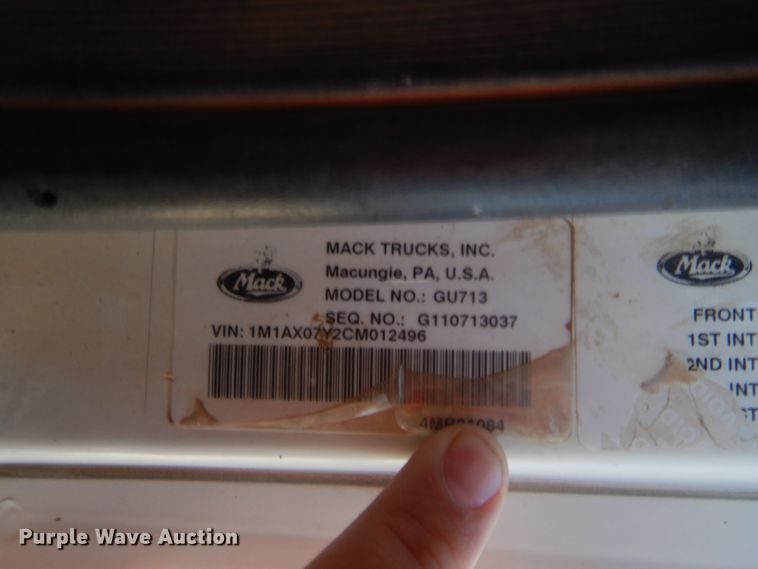 Mack
MACK TRUCKS, INC.
Macungie, PA, U.S.A.
MODEL NO.: GU713
SEQ. NO.: G110713037
VIN: 1M1AX07Y2CM012496
Mack
FRONT
1ST INT
2ND INT
INT
Purple Wave Auction